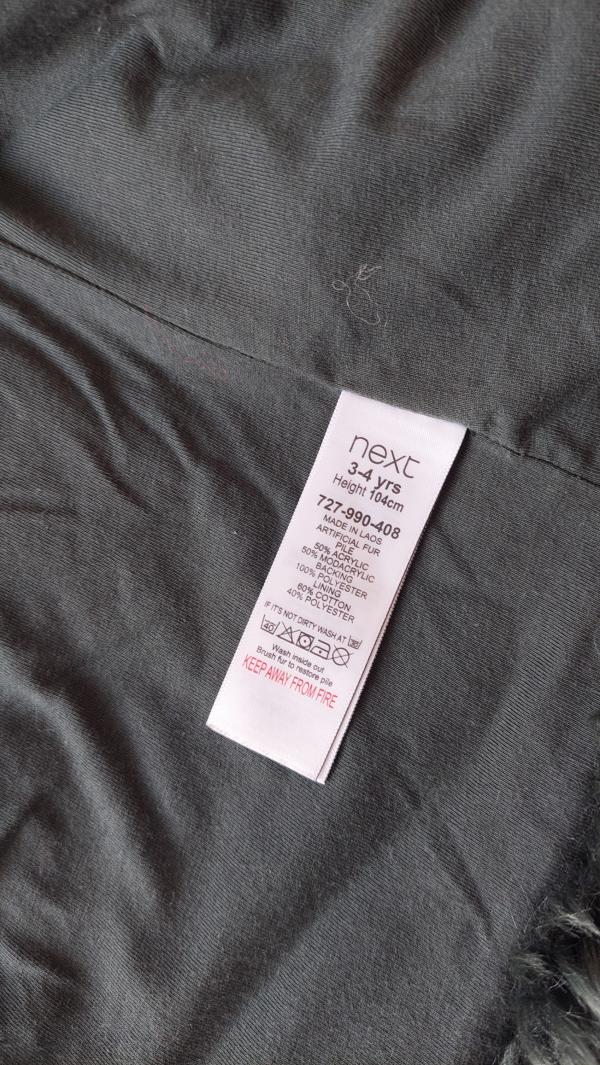 next
3-4 yrs
Height 104cm
727-990-408
MADE IN LAOS
ARTIFICIAL FUR
PILE
50% ACRYLIC
50% MODACRYLIC
BACKING
100% POLYESTER
LINING
60% COTTON
40% POLYESTER
IF IT'S NOT DIRTY WASH AT 30
40
Wash inside out
Brush fur to restore pile
KEEP AWAY FROM FIRE